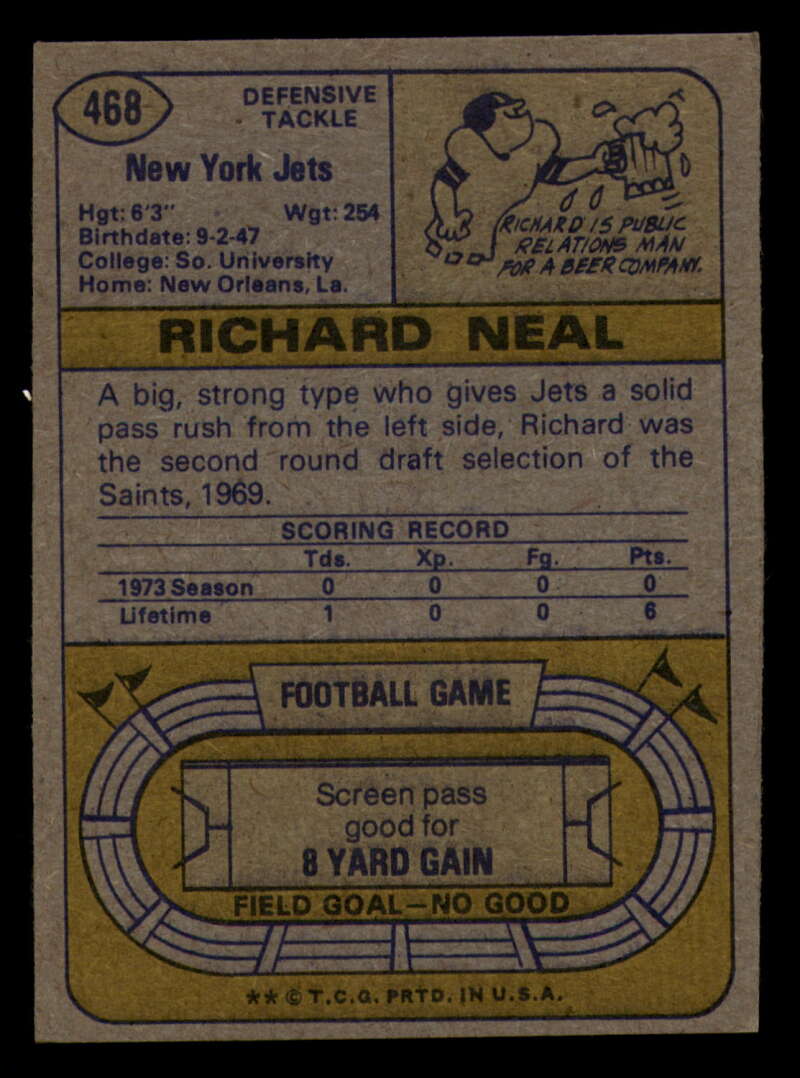 468
DEFENSIVE
TACKLE
New York Jets
Hgt: 6'3" Wgt: 254
Birthdate: 9-2-47
College: So. University
Home: New Orleans, La.
RICHARD IS PUBLIC
RELATIONS MAN
FOR A BEER COMPANY.
RICHARD NEAL
A big, strong type who gives Jets a solid
pass rush from the left side, Richard was
the second round draft selection of the
Saints, 1969.
SCORING RECORD
Tds. Xp. Fg. Pts.
1973 Season 0 0 0 0
Lifetime 1 0 0 6
FOOTBALL GAME
Screen pass
good for
8 YARD GAIN
FIELD GOAL—NO GOOD
** © T.C.G. PRTD. IN U.S.A.